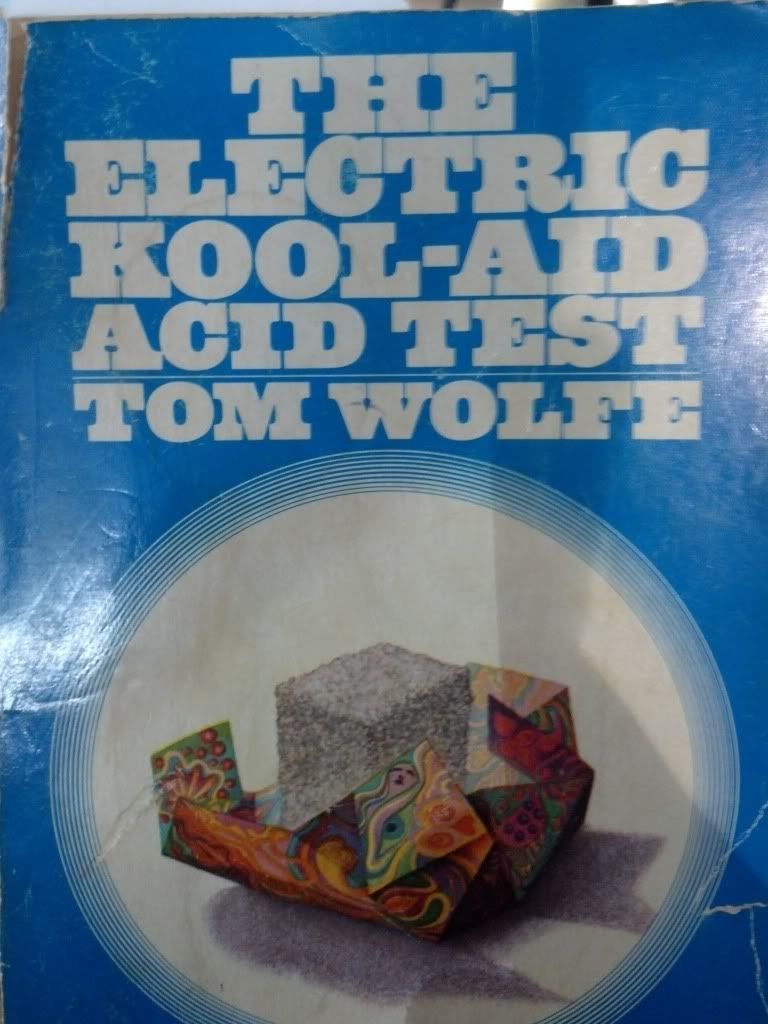 THE
ELECTRIC
KOOL-AID
ACID TEST
TOM WOLFE